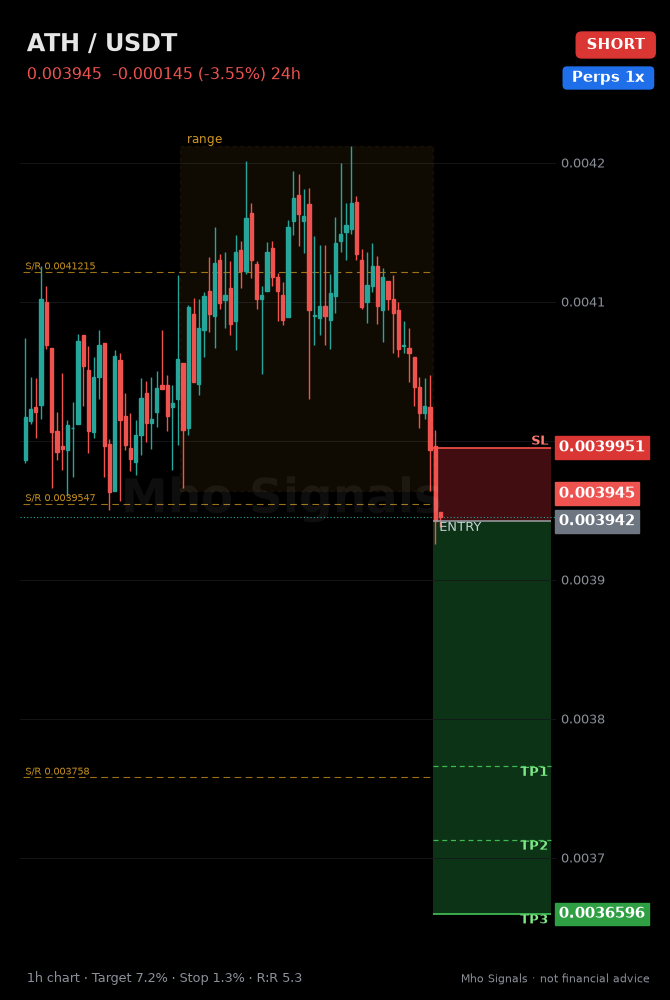 ATH / USDT
SHORT
0.003945 -0.000145 (-3.55%) 24h
Perps 1x
range
0.0042
S/R 0.0041215
0.0041
SL
0.0039951
0.003945
S/R 0.0039547
Mho Signals
0.003942
ENTRY
0.0039
0.0038
S/R 0.003758
TP1
TP2
0.0037
0.0036596
TP3
1h chart · Target 7.2% · Stop 1.3% · R:R 5.3
Mho Signals · not financial advice